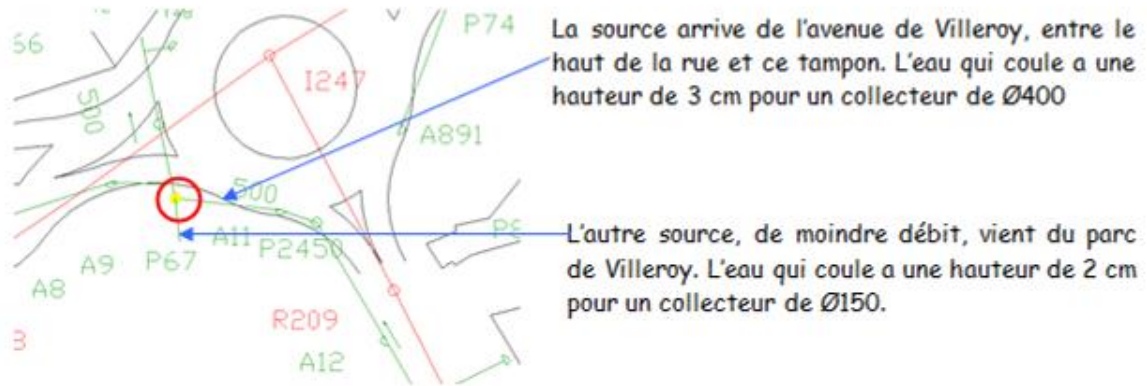 56
P74
I247
500
A891
500
A11
P2450
P67
A9
A8
R209
A12
La source arrive de l'avenue de Villeroy, entre le
haut de la rue et ce tampon. L'eau qui coule a une
hauteur de 3 cm pour un collecteur de Ø400
L'autre source, de moindre débit, vient du parc
de Villeroy. L'eau qui coule a une hauteur de 2 cm
pour un collecteur de Ø150.